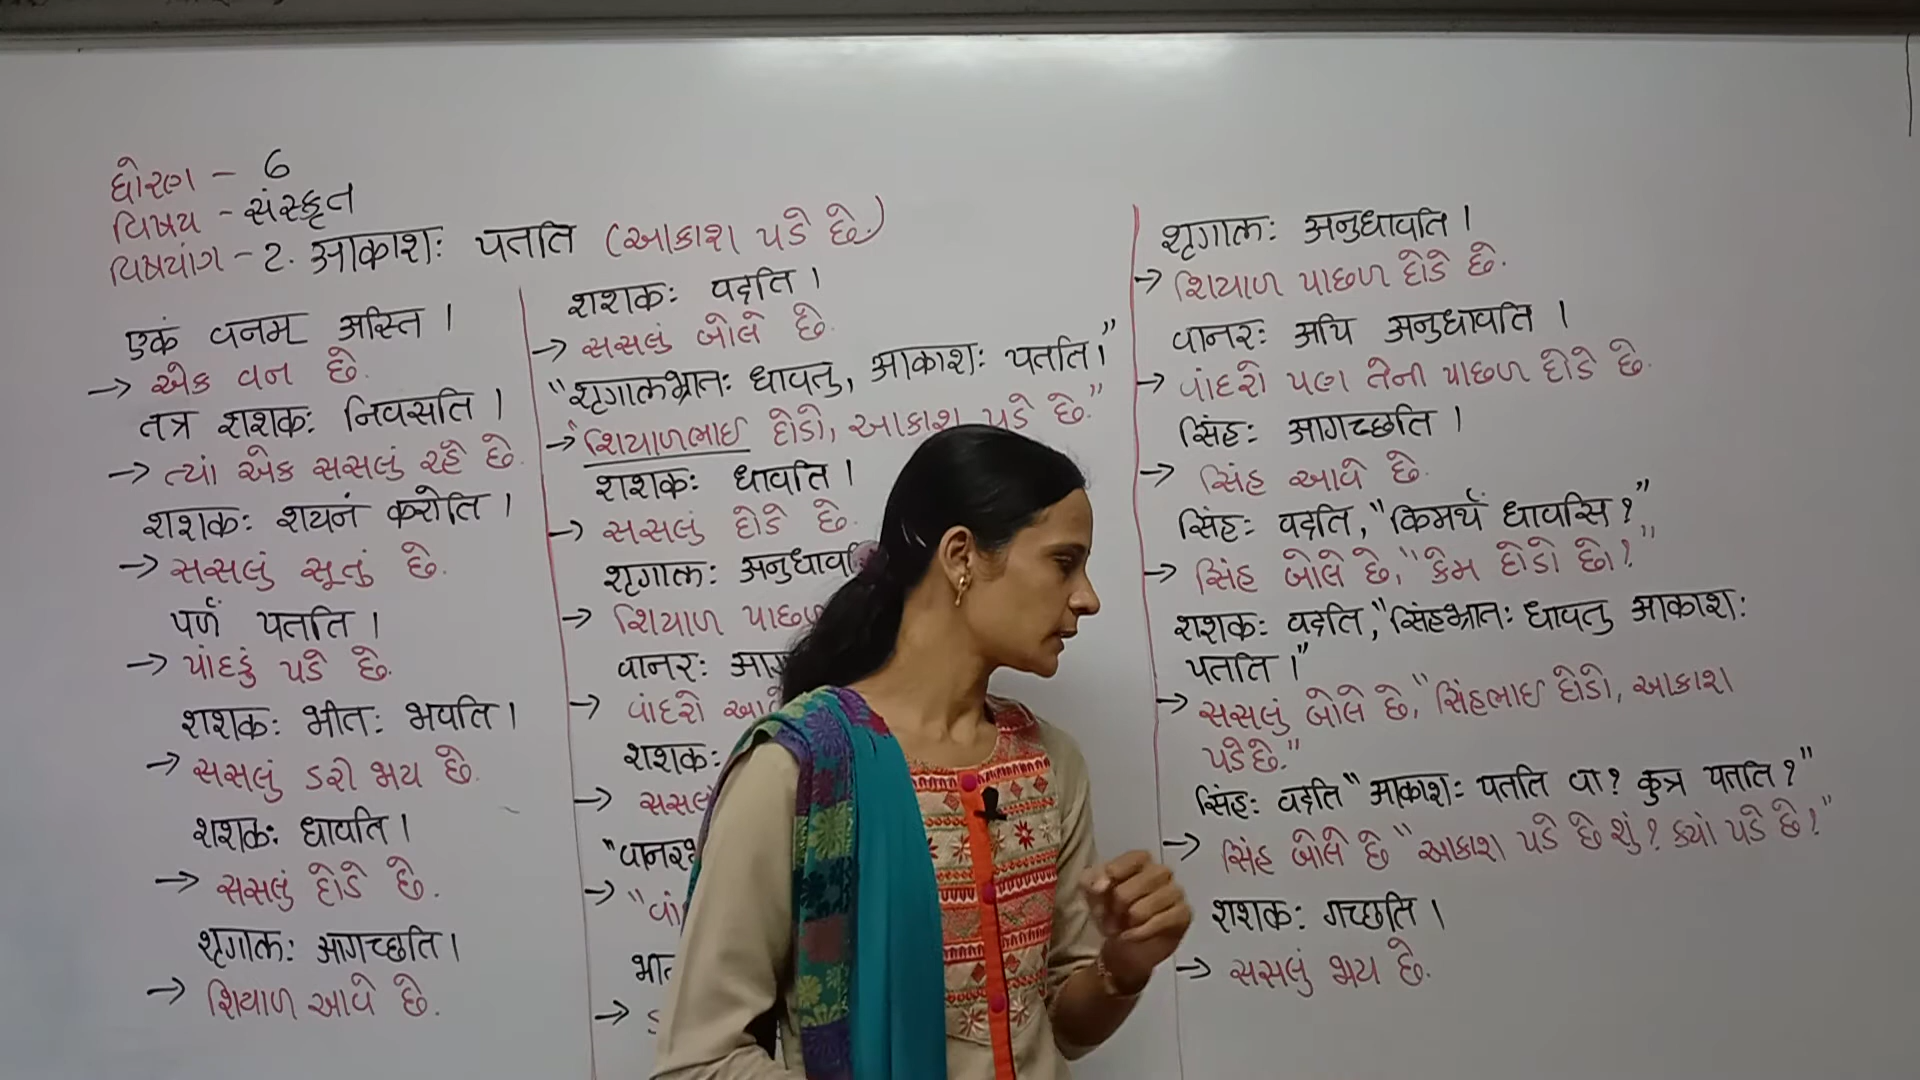 ધોરણ - 6
વિષય - સંસ્કૃત
વિષયાંગ - 2. आकाशः पतति (આકાશ પડે છે.)
एकं वनम् अस्ति ।
→ એક વન છે.
तत्र शशकः निवसति ।
→ ત્યાં એક સસલું રહે છે.
शशकः शयनं करोति ।
→ સસલું સૂતું છે.
पर्णं पतति ।
→ પાંદડું પડે છે.
शशकः भीतः भवति ।
→ સસલું ડરી જાય છે.
शशकः धावति ।
→ સસલું દોડે છે.
शृगालः आगच्छति ।
→ શિયાળ આવે છે.
शशकः वदति ।
→ સસલું બોલે છે.
“शृगालभ्रातः धावतु, आकाशः पतति ।”
→ “શિયાળભાઈ દોડો, આકાશ પડે છે.”
शशकः धावति ।
→ સસલું દોડે છે.
शृगालः
→ શિયાળ
वानरः
→ વાંદરો
शशकः
→
शृगालः अनुधावति ।
→ શિયાળ પાછળ દોડે છે.
वानरः अपि अनुधावति ।
→ વાંદરો પણ તેની પાછળ દોડે છે.
सिंहः आगच्छति ।
→ સિંહ આવે છે.
सिंहः वदति, “किमर्थं धावसि ?”
→ સિંહ બોલે છે, “કેમ દોડો છો ?”
शशकः वदति, “सिंहभ्रातः धावतु आकाशः
पतति ।”
→ સસલું બોલે છે, “સિંહભાઈ દોડો, આકાશ
પડે છે.”
सिंहः वदति “आकाशः पतति वा ? कुत्र पतति ?”
→ સિંહ બોલે છે “આકાશ પડે છે શું ? ક્યાં પડે છે ?”
शशकः गच्छति ।
→ સસલું જાય છે.